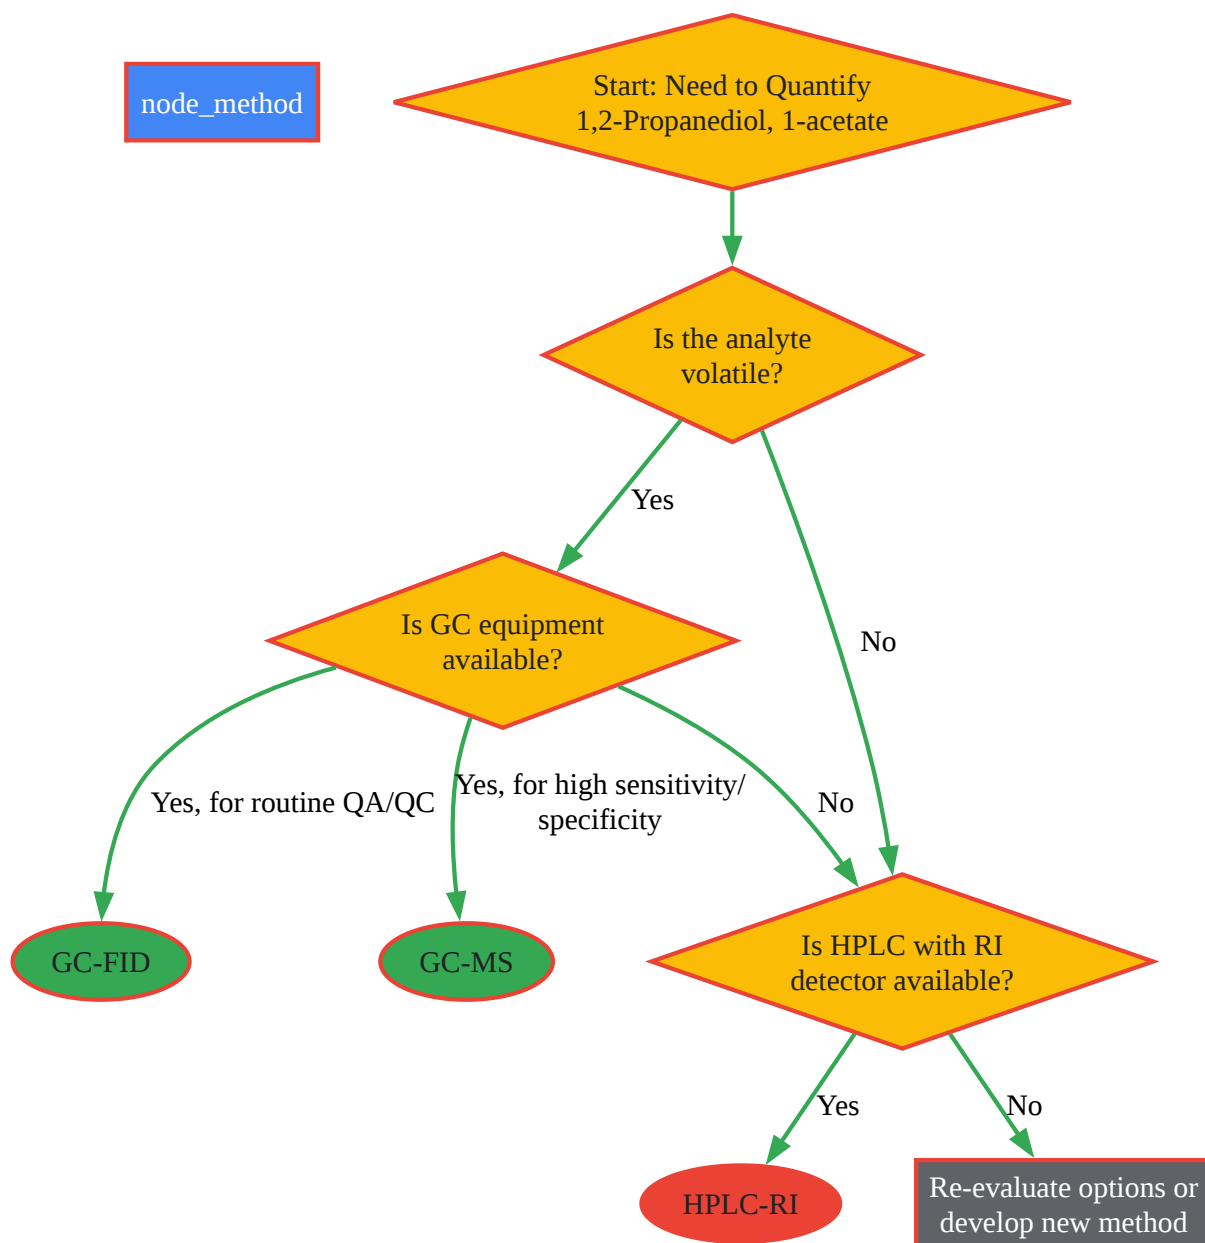 node_method
Start: Need to Quantify
1,2-Propanediol, 1-acetate
Is the analyte
volatile?
Yes
Is GC equipment
available?
No
Yes, for routine QA/QC
Yes, for high sensitivity/
specificity
No
GC-FID
GC-MS
Is HPLC with RI
detector available?
Yes
No
HPLC-RI
Re-evaluate options or
develop new method